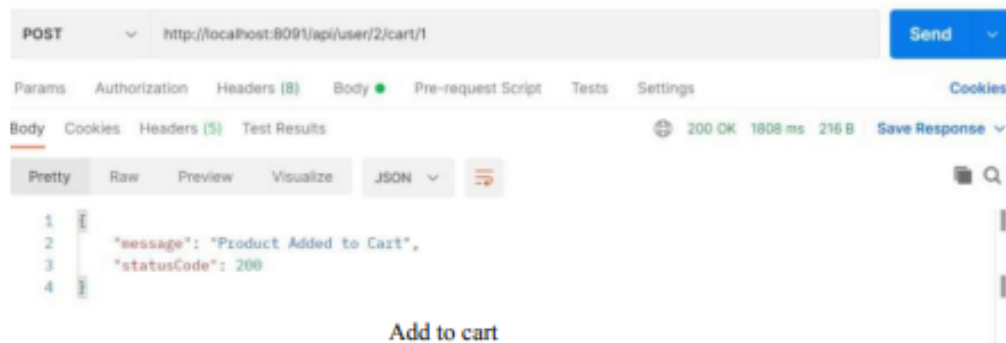 POST http://localhost:8091/api/user/2/cart/1 Send
Params Authorization Headers (8) Body Pre-request Script Tests Settings Cookies
Body Cookies Headers (5) Test Results 200 OK 1808 ms 216 B Save Response
Pretty Raw Preview Visualize JSON
1 {
2 "message": "Product Added to Cart",
3 "statusCode": 200
4 }
Add to cart